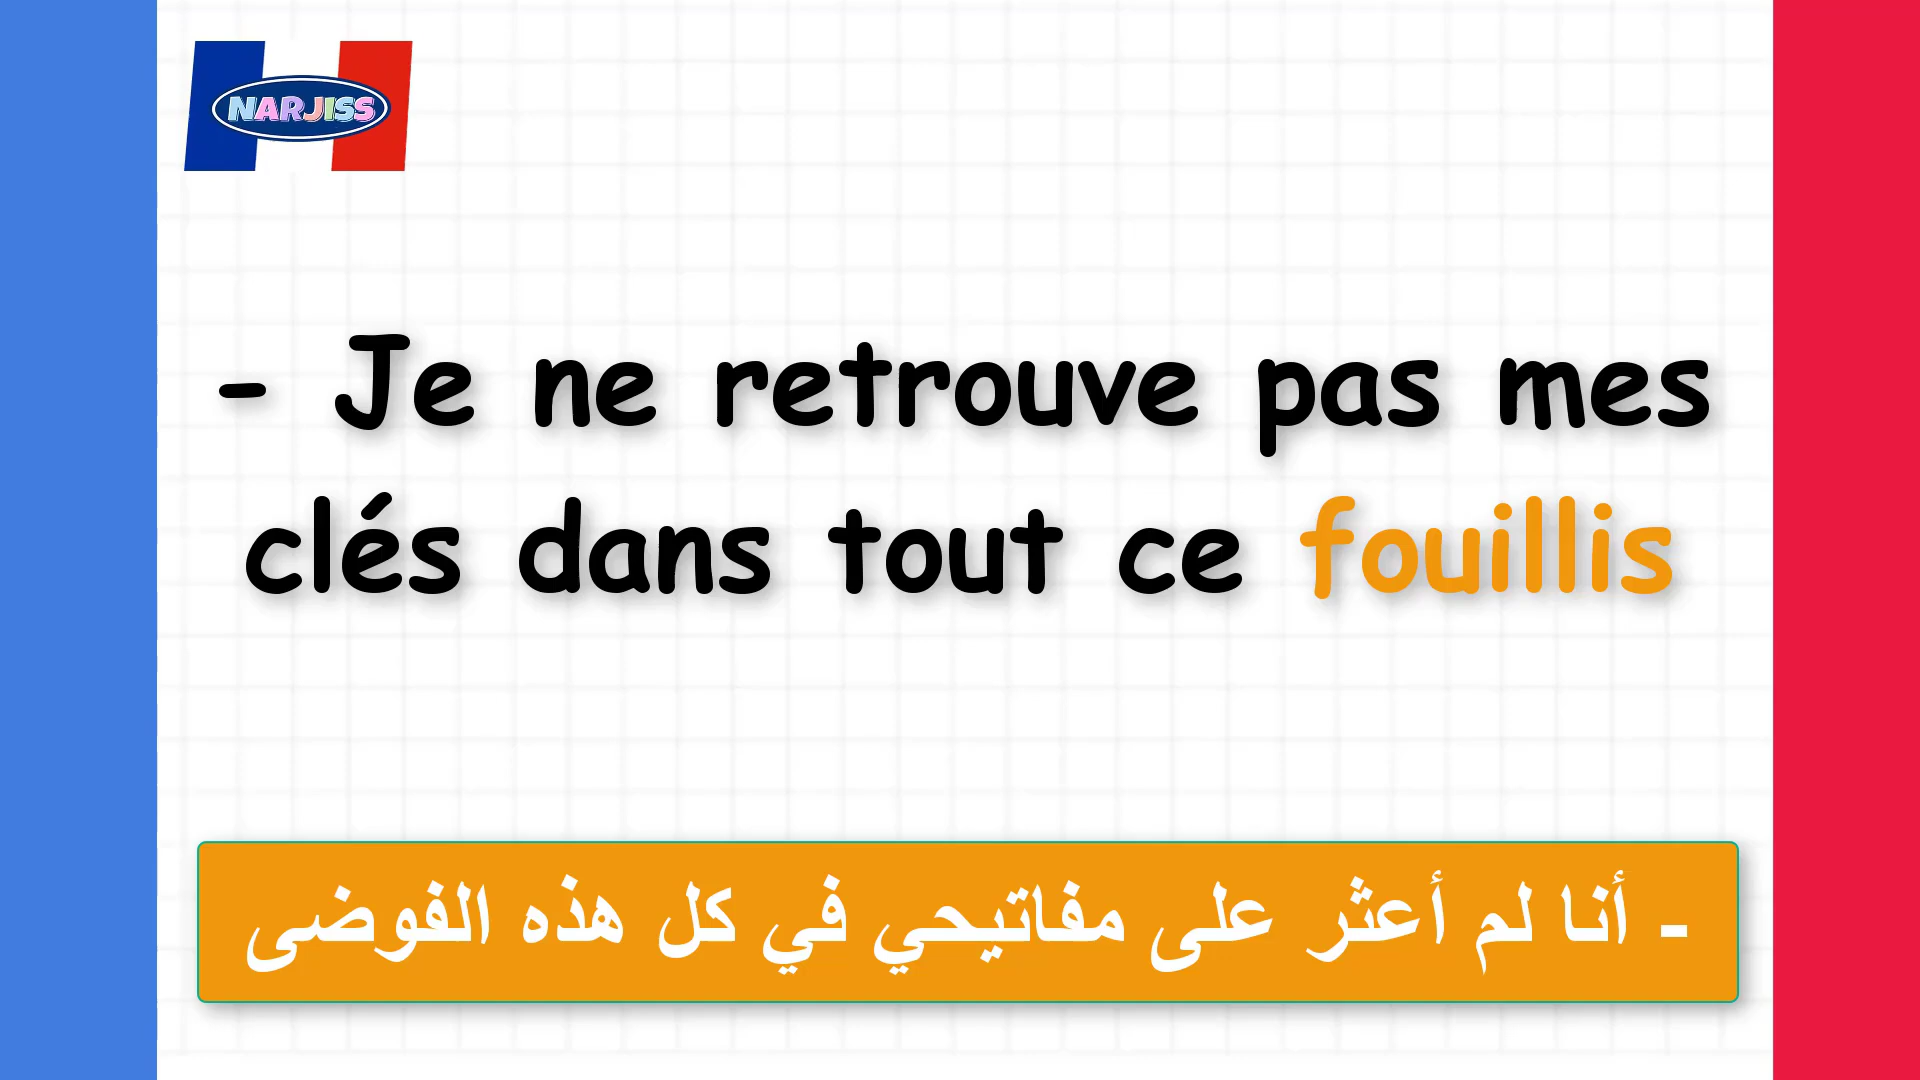 NARJISS
- Je ne retrouve pas mes
clés dans tout ce fouillis
- أنا لم أعثر على مفاتيحي في كل هذه الفوضى